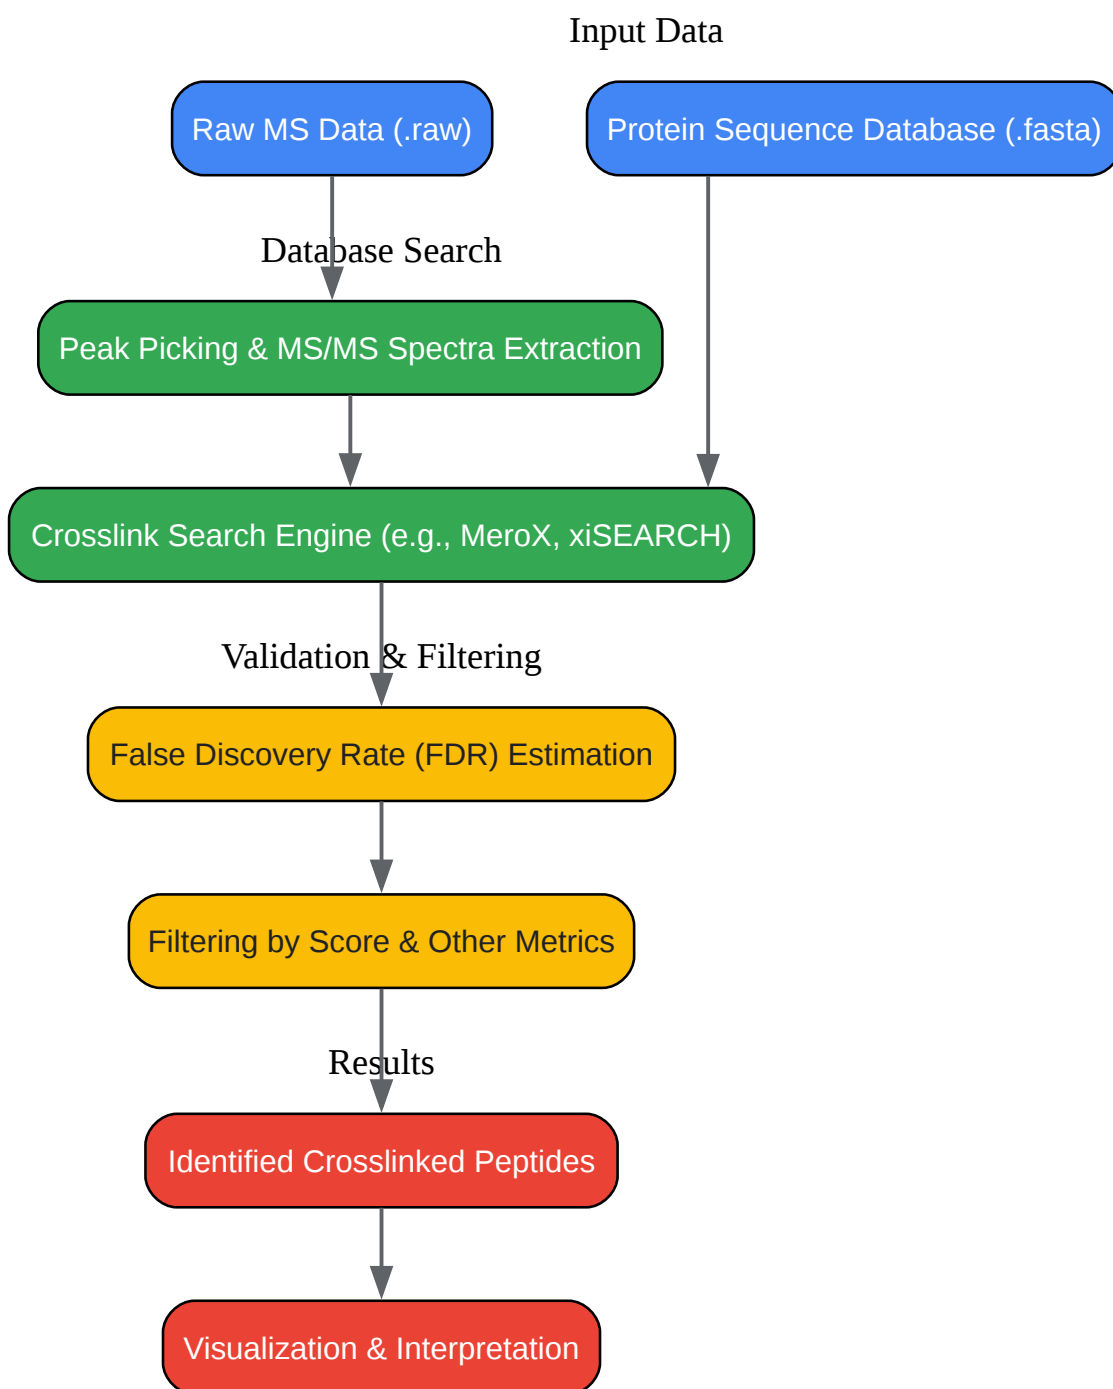 Input Data
Raw MS Data (.raw)
Protein Sequence Database (.fasta)
Database Search
Peak Picking & MS/MS Spectra Extraction
Crosslink Search Engine (e.g., MeroX, xiSEARCH)
Validation & Filtering
False Discovery Rate (FDR) Estimation
Filtering by Score & Other Metrics
Results
Identified Crosslinked Peptides
Visualization & Interpretation